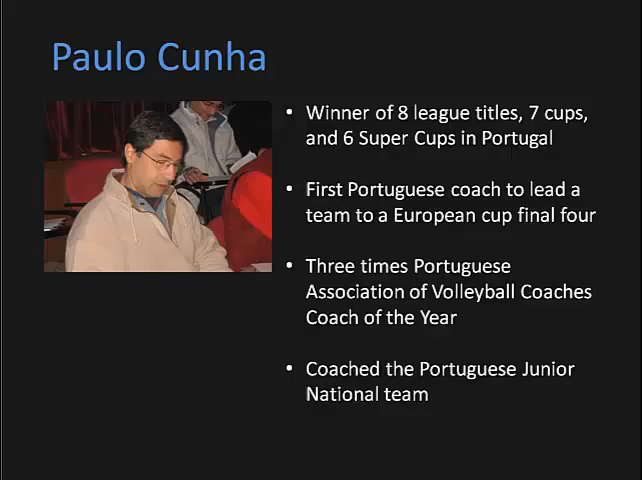 Paulo Cunha
• Winner of 8 league titles, 7 cups,
and 6 Super Cups in Portugal
• First Portuguese coach to lead a
team to a European cup final four
• Three times Portuguese
Association of Volleyball Coaches
Coach of the Year
• Coached the Portuguese Junior
National team